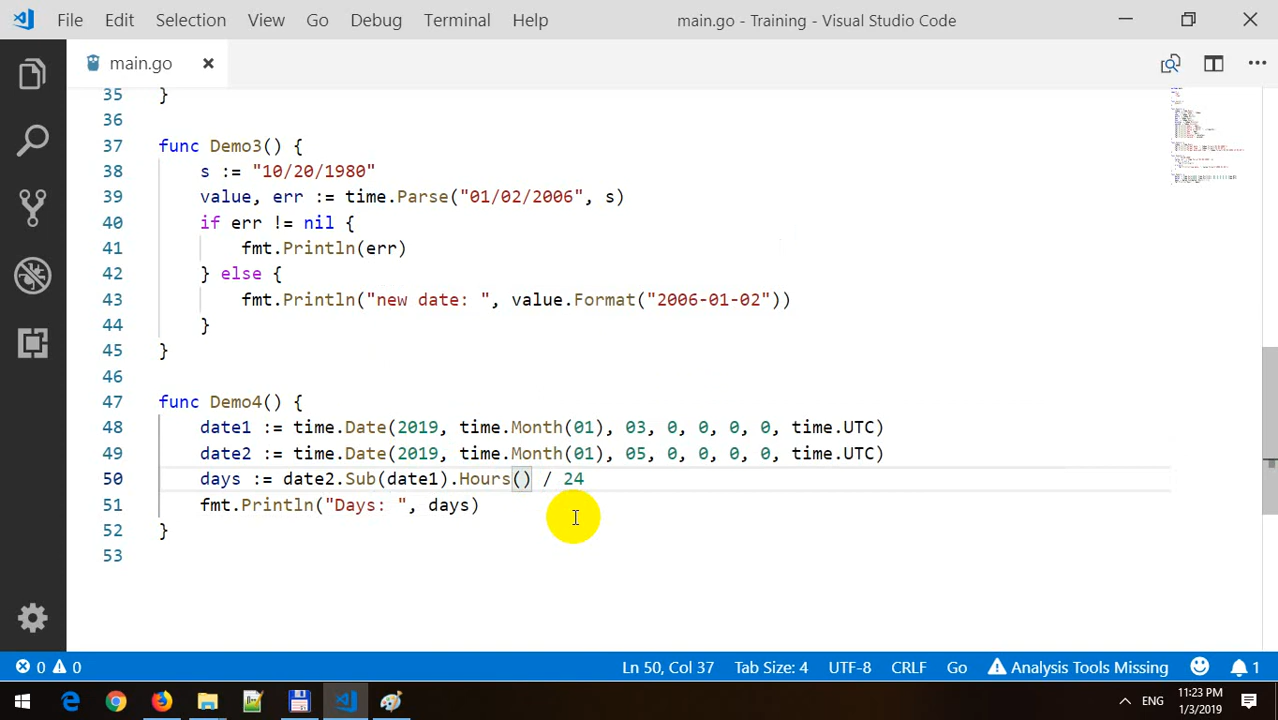 File Edit Selection View Go Debug Terminal Help main.go - Training - Visual Studio Code
main.go
35 }
36
37 func Demo3() {
38 s := "10/20/1980"
39 value, err := time.Parse("01/02/2006", s)
40 if err != nil {
41 fmt.Println(err)
42 } else {
43 fmt.Println("new date: ", value.Format("2006-01-02"))
44 }
45 }
46
47 func Demo4() {
48 date1 := time.Date(2019, time.Month(01), 03, 0, 0, 0, 0, time.UTC)
49 date2 := time.Date(2019, time.Month(01), 05, 0, 0, 0, 0, time.UTC)
50 days := date2.Sub(date1).Hours() / 24
51 fmt.Println("Days: ", days)
52 }
53
0 0 Ln 50, Col 37 Tab Size: 4 UTF-8 CRLF Go Analysis Tools Missing 1
ENG 11:23 PM
1/3/2019